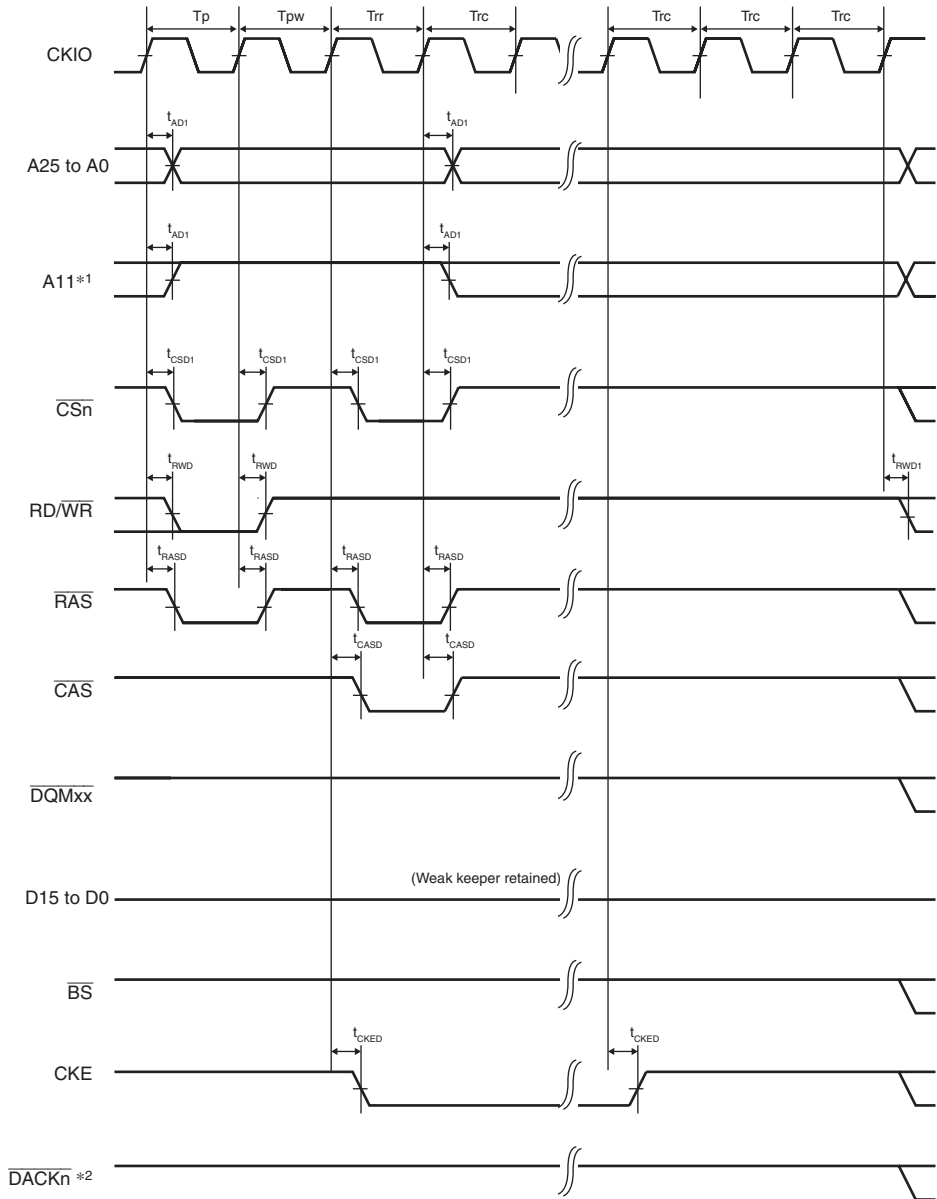 Tp Tpw Trr Trc Trc Trc Trc
CKIO
tAD1 tAD1
A25 to A0
tAD1 tAD1
A11*1
tCSD1 tCSD1 tCSD1 tCSD1
CSn
tRWD tRWD tRWD1
RD/WR
tRASD tRASD tRASD tRASD
RAS
tCASD tCASD
CAS
DQMxx
(Weak keeper retained)
D15 to D0
BS
tCKED tCKED
CKE
DACKn *2